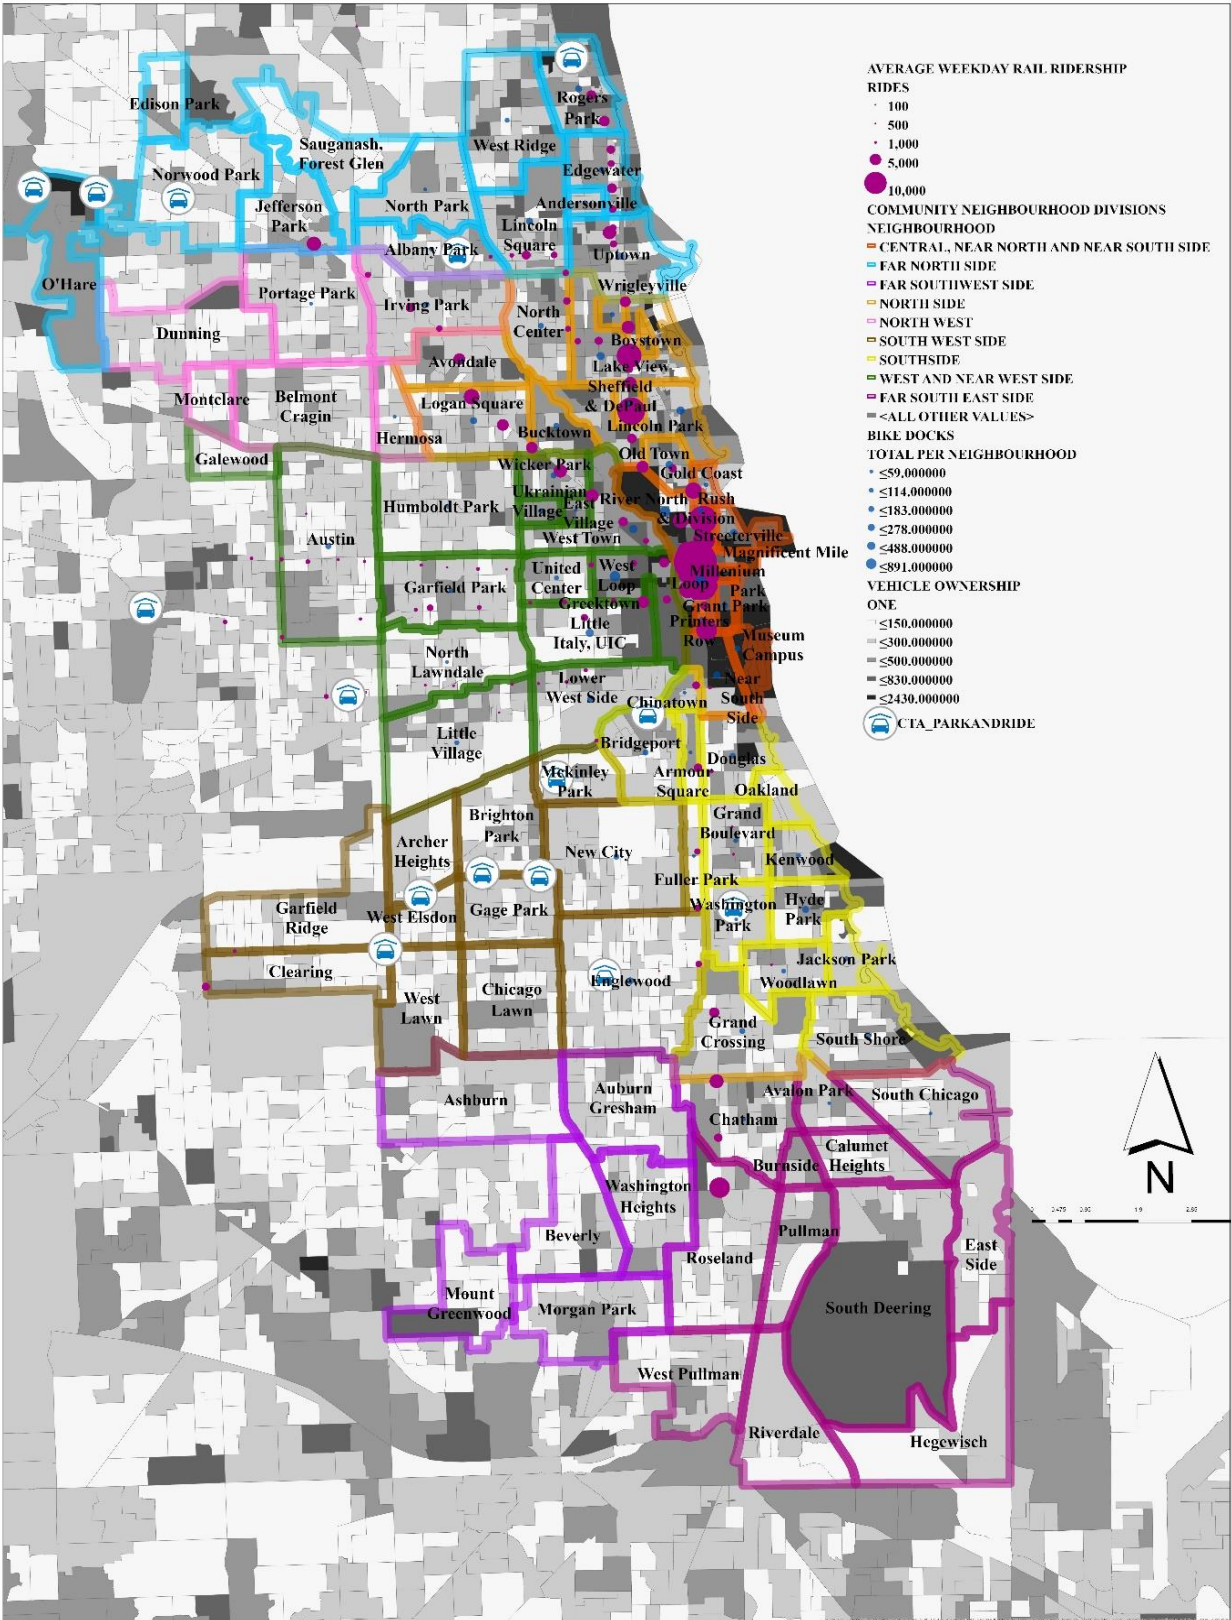 AVERAGE WEEKDAY RAIL RIDERSHIP
RIDES
100
500
1,000
5,000
10,000
COMMUNITY NEIGHBOURHOOD DIVISIONS
NEIGHBOURHOOD
CENTRAL, NEAR NORTH AND NEAR SOUTH SIDE
FAR NORTH SIDE
FAR SOUTHWEST SIDE
NORTH SIDE
NORTH WEST
SOUTH WEST SIDE
SOUTHSIDE
WEST AND NEAR WEST SIDE
FAR SOUTH EAST SIDE
<ALL OTHER VALUES>
BIKE DOCKS
TOTAL PER NEIGHBOURHOOD
≤59.000000
≤114.000000
≤183.000000
≤278.000000
≤488.000000
≤891.000000
VEHICLE OWNERSHIP
ONE
≤150.000000
≤300.000000
≤500.000000
≤830.000000
≤2430.000000
CTA_PARKANDRIDE
Edison Park
Rogers
Park
Sauganash,
Forest Glen
West Ridge
Norwood Park
Edgewater
Jefferson
Park
North Park
Andersonville
Lincoln
Square
Albany Park
Uptown
O'Hare
Portage Park
Irving Park
Wrigleyville
North
Center
Dunning
Boystown
Avondale
Lake View
Sheffield
& DePaul
Montclare
Belmont
Cragin
Logan Square
Lincoln Park
Hermosa
Bucktown
Old Town
Galewood
Wicker Park
Gold Coast
Humboldt Park
Ukrainian
Village
East
Village
River North
Rush
& Division
Austin
West Town
Streeterville
Magnificent Mile
United
Center
West
Loop
Loop
Millenium
Park
Garfield Park
Greektown
Grant Park
Little
Italy, UIC
Printers
Row
Museum
Campus
North
Lawndale
Lower
West Side
Near
South
Side
Chinatown
Little
Village
Bridgeport
Douglas
Mckinley
Park
Armour
Square
Oakland
Brighton
Park
Grand
Boulevard
Archer
Heights
New City
Kenwood
Fuller Park
Garfield
Ridge
West Elsdon
Gage Park
Washington
Park
Hyde
Park
Clearing
Jackson Park
Englewood
Woodlawn
West
Lawn
Chicago
Lawn
Grand
Crossing
South Shore
Ashburn
Auburn
Gresham
Avalon Park
South Chicago
Chatham
Calumet
Heights
Burnside
Washington
Heights
Beverly
Pullman
Roseland
East
Side
Mount
Greenwood
Morgan Park
South Deering
West Pullman
Riverdale
Hegewisch
N